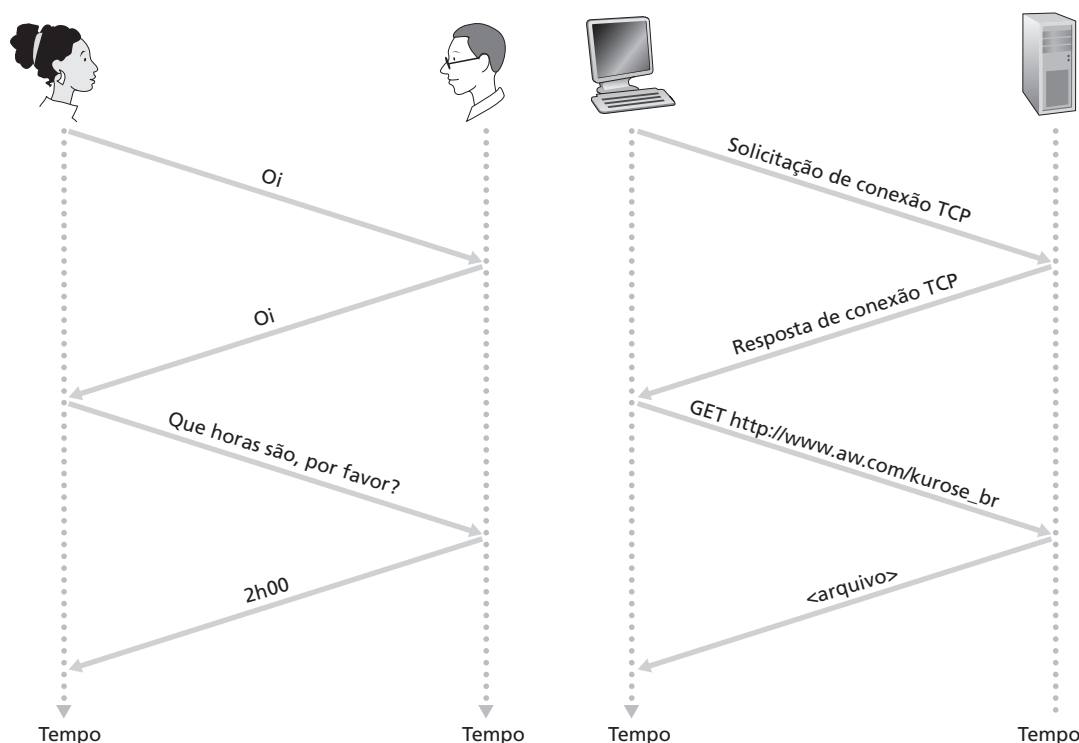 Oi
Oi
Que horas são, por favor?
2h00
Tempo
Tempo
Solicitação de conexão TCP
Resposta de conexão TCP
GET http://www.aw.com/kurose_br
<arquivo>
Tempo
Tempo